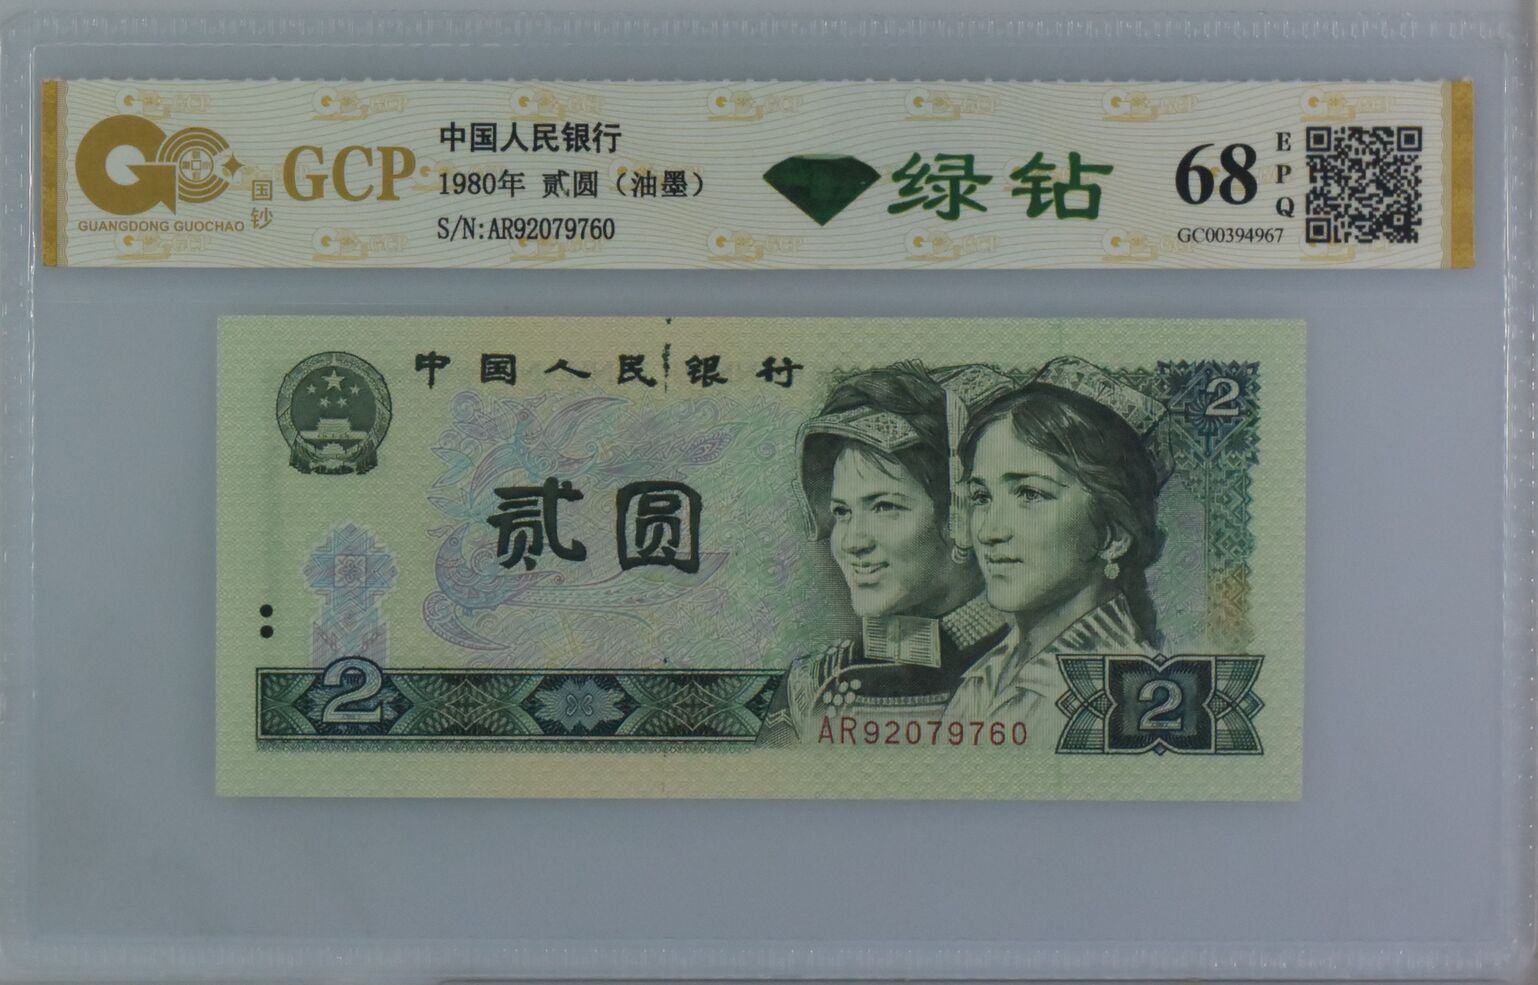 国钞
GCP
GUANGDONG GUOCHAO
中国人民银行
1980年 贰圆（油墨）
S/N:AR92079760
绿钻
68
EPQ
GC00394967
中国人民银行
2
贰圆
2
AR92079760
2